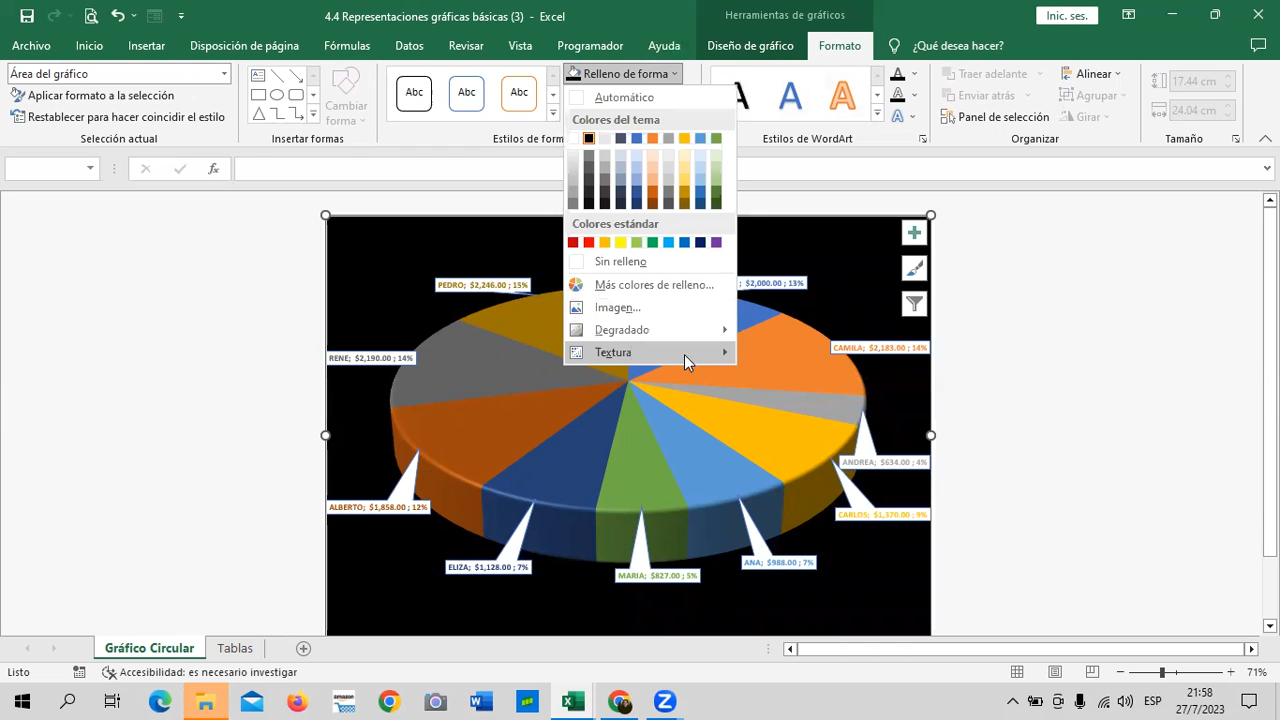 4.4 Representaciones gráficas básicas (3) - Excel
Herramientas de gráficos
Inic. ses.
Archivo
Inicio
Insertar
Disposición de página
Fórmulas
Datos
Revisar
Vista
Programador
Ayuda
Diseño de gráfico
Formato
¿Qué desea hacer?
Área del gráfico
Aplicar formato a la selección
Restablecer para hacer coincidir el estilo
Selección actual
Cambiar
forma
Insertar formas
Abc
Abc
Abc
Relleno de forma
Estilos de form
A
A
A
Estilos de WordArt
A
A
Traer adelante
Enviar atrás
Panel de selección
Alinear
Agrupar
Girar
Organizar
17.44 cm
24.04 cm
Tamaño
fx
Automático
Colores del tema
Colores estándar
Sin relleno
Más colores de relleno...
Imagen...
Degradado
Textura
PEDRO; $2,246.00 ; 15%
; $2,000.00 ; 13%
RENE; $2,190.00 ; 14%
CAMILA; $2,183.00 ; 14%
ANDREA; $634.00 ; 4%
ALBERTO; $1,858.00 ; 12%
CARLOS; $1,370.00 ; 9%
ELIZA; $1,128.00 ; 7%
MARIA; $827.00 ; 5%
ANA; $988.00 ; 7%
Gráfico Circular
Tablas
Listo
Accesibilidad: es necesario investigar
71%
amazon
ESP
21:58
27/7/2023